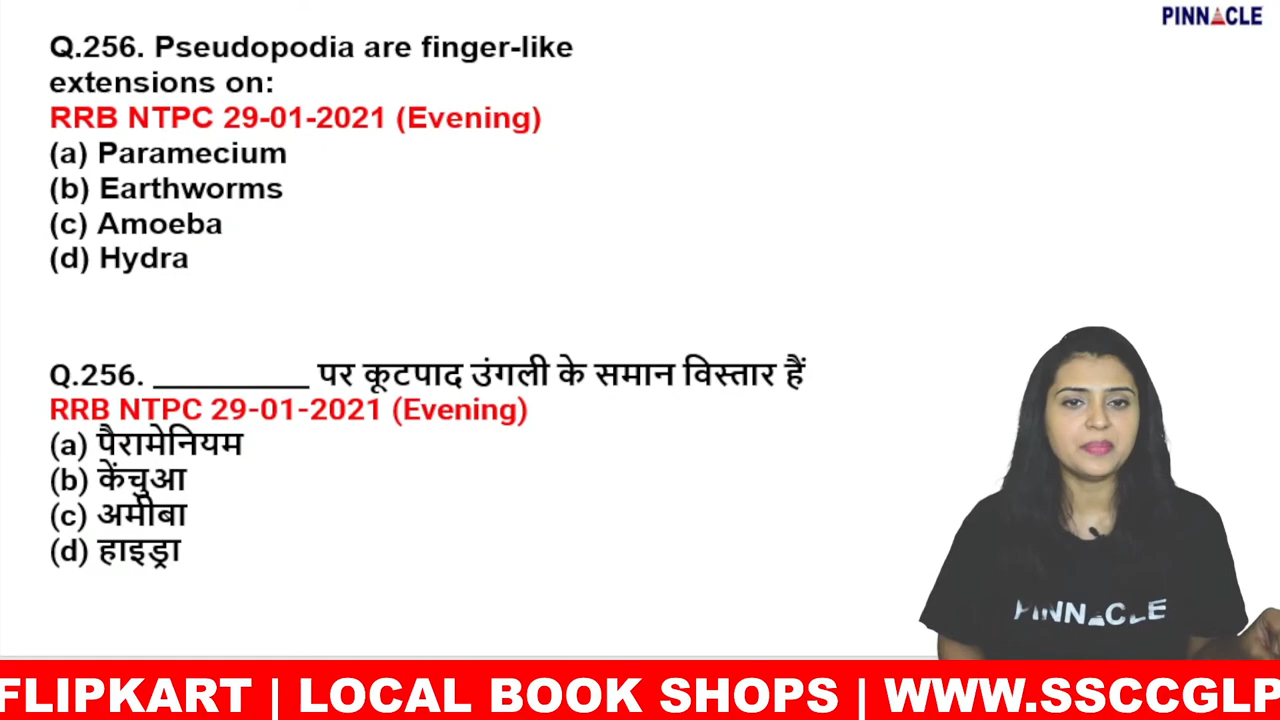 PINNACLE
Q.256. Pseudopodia are finger-like
extensions on:
RRB NTPC 29-01-2021 (Evening)
(a) Paramecium
(b) Earthworms
(c) Amoeba
(d) Hydra
Q.256. __________ पर कूटपाद उंगली के समान विस्तार हैं
RRB NTPC 29-01-2021 (Evening)
(a) पैरामेनियम
(b) केंचुआ
(c) अमीबा
(d) हाइड्रा
PINNACLE
FLIPKART | LOCAL BOOK SHOPS | WWW.SSCCGLP